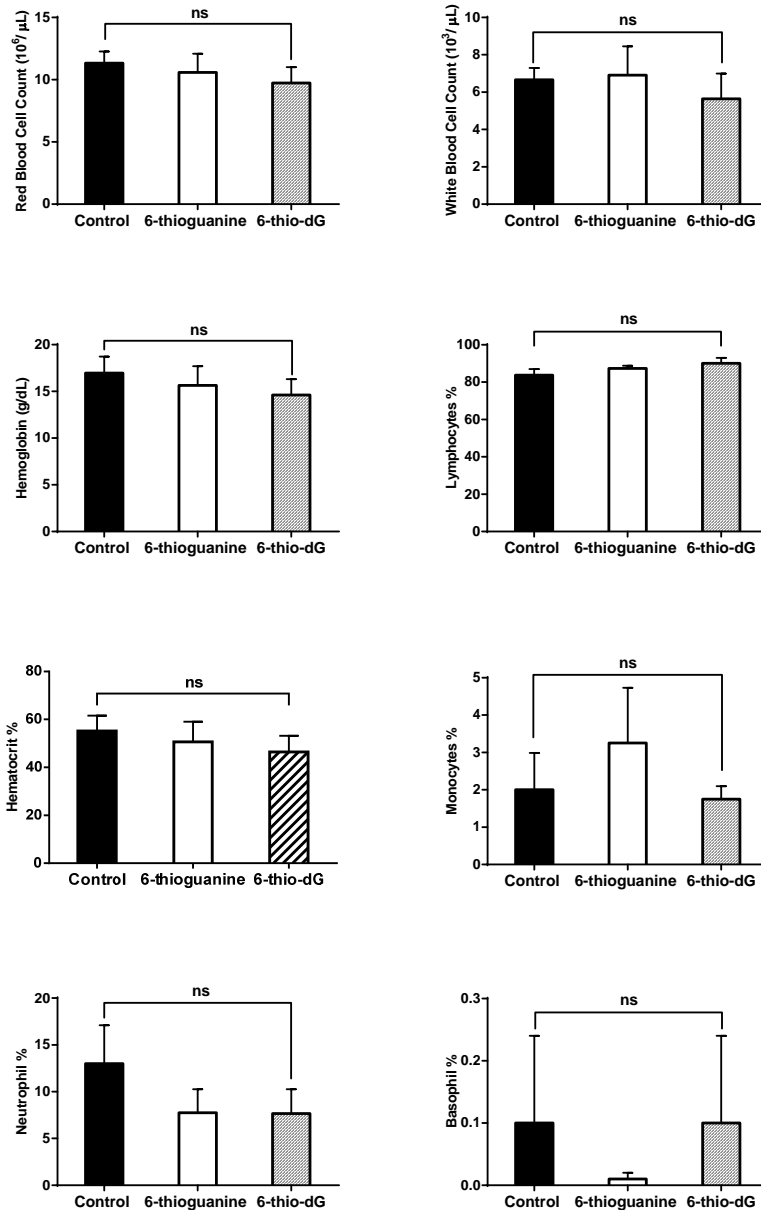 ns
Red Blood Cell Count (10⁶/ µL)
15
10
5
0
Control 6-thioguanine 6-thio-dG
ns
White Blood Cell Count (10³/ µL)
10
8
6
4
2
0
Control 6-thioguanine 6-thio-dG
ns
Hemoglobin (g/dL)
20
15
10
5
0
Control 6-thioguanine 6-thio-dG
ns
Lymphocytes %
100
80
60
40
20
0
Control 6-thioguanine 6-thio-dG
ns
Hematocrit %
80
60
40
20
0
Control 6-thioguanine 6-thio-dG
ns
Monocytes %
5
4
3
2
1
0
Control 6-thioguanine 6-thio-dG
ns
Neutrophil %
20
15
10
5
0
Control 6-thioguanine 6-thio-dG
ns
Basophil %
0.3
0.2
0.1
0.0
Control 6-thioguanine 6-thio-dG